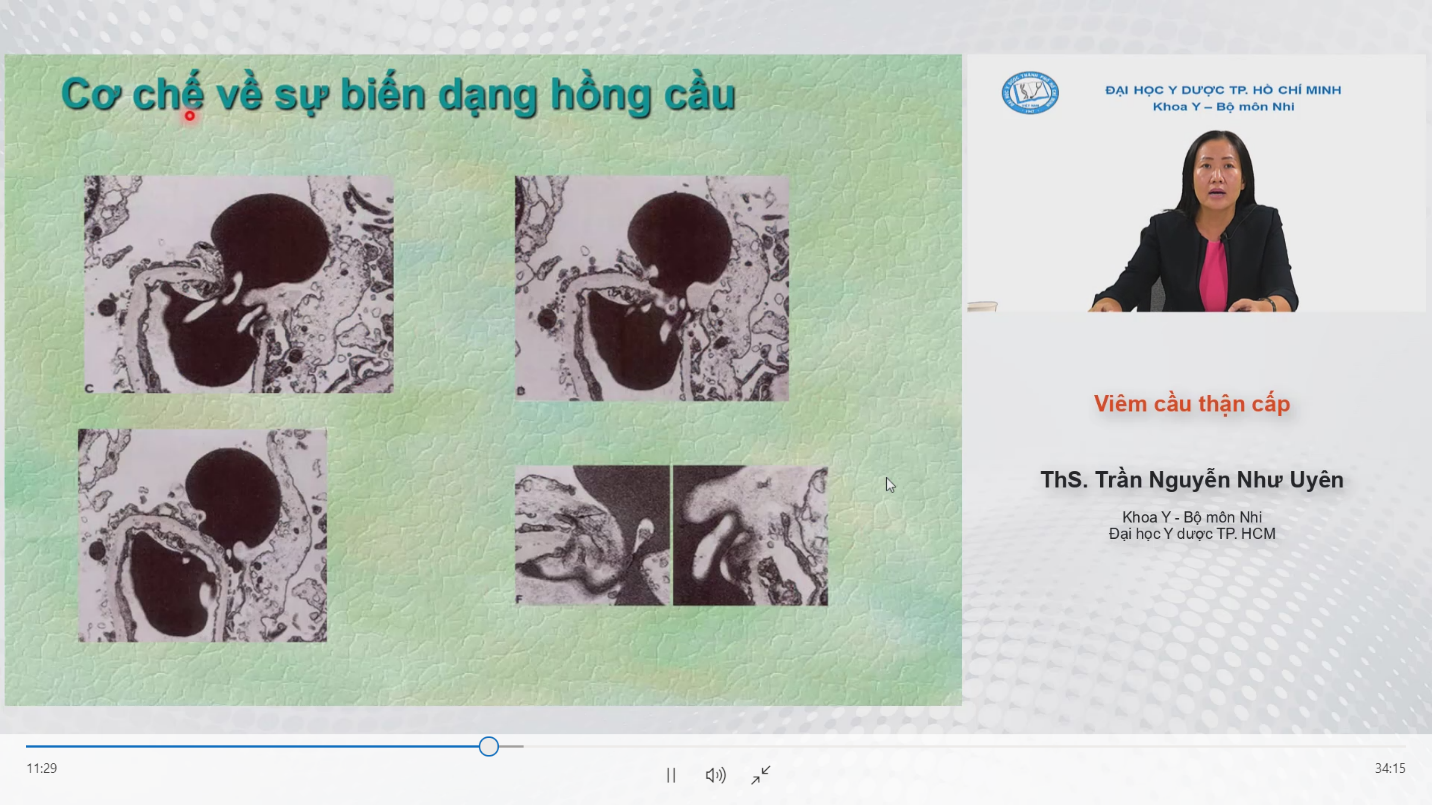 Cơ chế về sự biến dạng hồng cầu
C
F
ĐẠI HỌC Y DƯỢC TP. HỒ CHÍ MINH
Khoa Y – Bộ môn Nhi
Viêm cầu thận cấp
ThS. Trần Nguyễn Như Uyên
Khoa Y - Bộ môn Nhi
Đại học Y dược TP. HCM
11:29
34:15